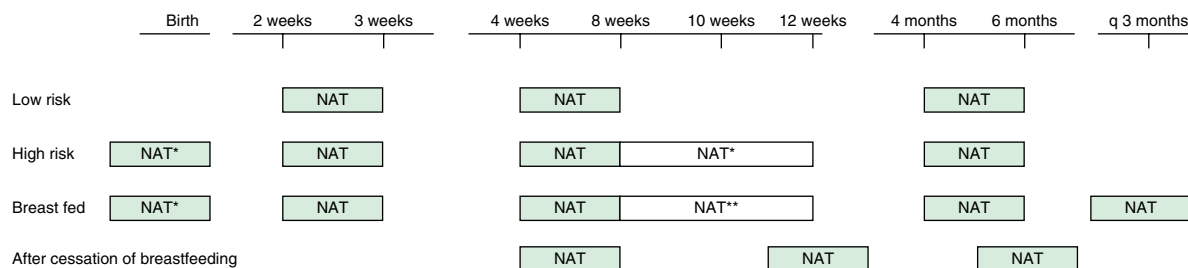 Birth 2 weeks 3 weeks 4 weeks 8 weeks 10 weeks 12 weeks 4 months 6 months q 3 months
Low risk NAT NAT NAT
High risk NAT* NAT NAT NAT* NAT
Breast fed NAT* NAT NAT NAT** NAT NAT
After cessation of breastfeeding NAT NAT NAT